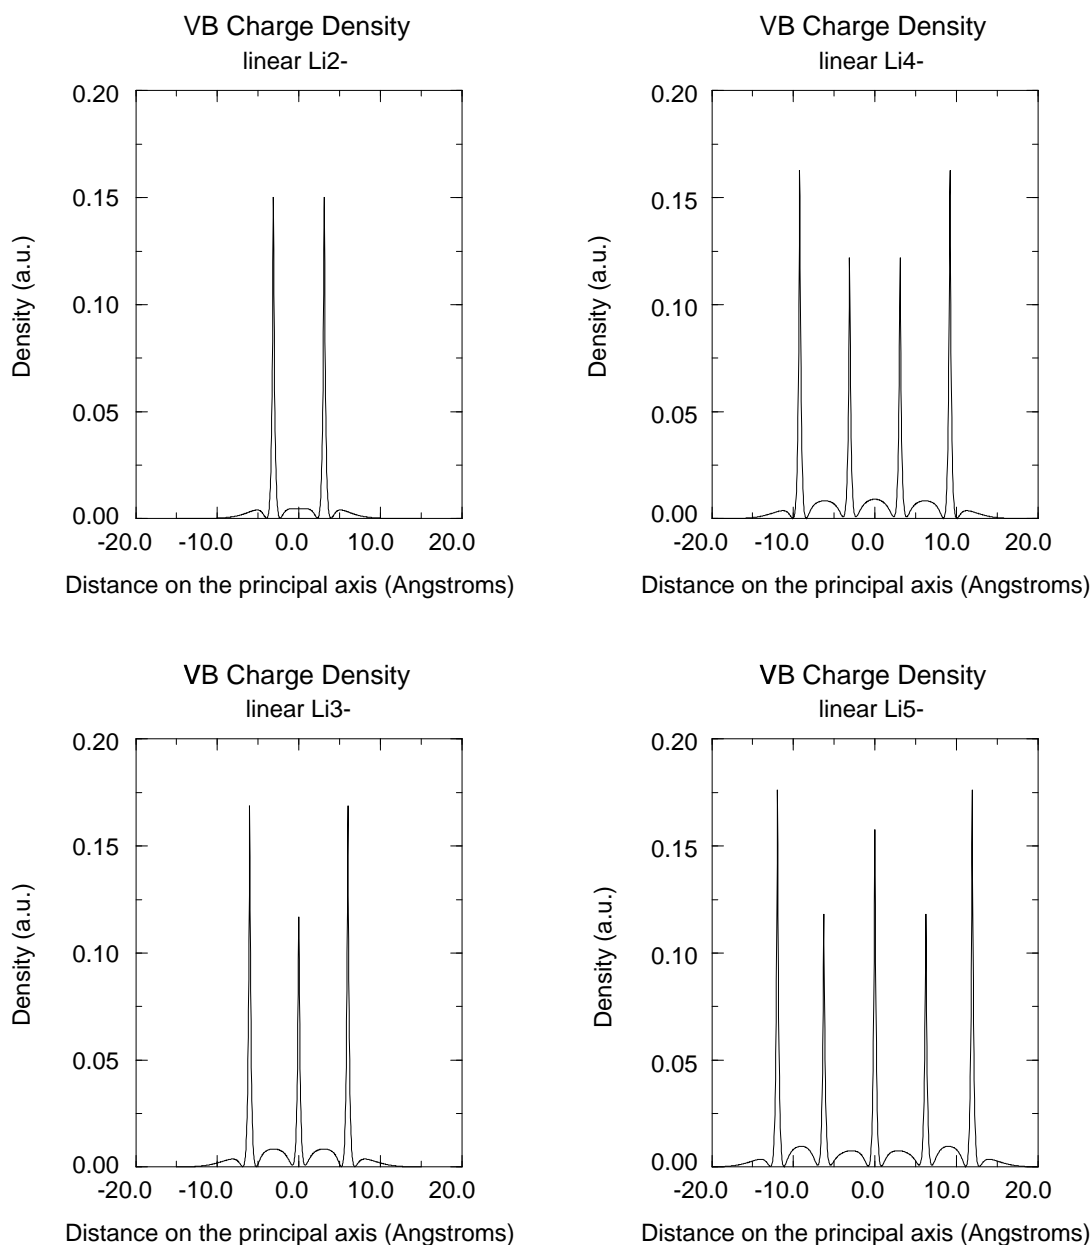 VB Charge Density
linear Li2-
0.20
0.15
0.10
0.05
0.00
Density (a.u.)
-20.0 -10.0 0.0 10.0 20.0
Distance on the principal axis (Angstroms)
VB Charge Density
linear Li4-
0.20
0.15
0.10
0.05
0.00
Density (a.u.)
-20.0 -10.0 0.0 10.0 20.0
Distance on the principal axis (Angstroms)
VB Charge Density
linear Li3-
0.20
0.15
0.10
0.05
0.00
Density (a.u.)
-20.0 -10.0 0.0 10.0 20.0
Distance on the principal axis (Angstroms)
VB Charge Density
linear Li5-
0.20
0.15
0.10
0.05
0.00
Density (a.u.)
-20.0 -10.0 0.0 10.0 20.0
Distance on the principal axis (Angstroms)